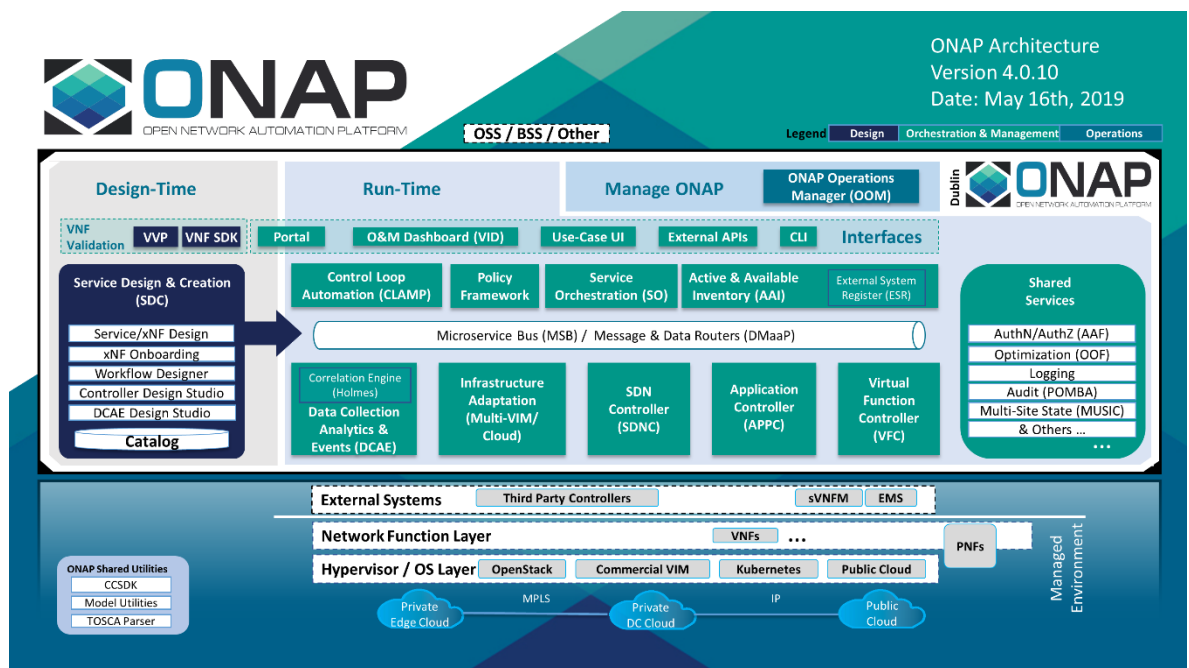 ONAP
OPEN NETWORK AUTOMATION PLATFORM
ONAP Architecture
Version 4.0.10
Date: May 16th, 2019
OSS / BSS / Other
Legend Design Orchestration & Management Operations
Design-Time
Run-Time
Manage ONAP
ONAP Operations
Manager (OOM)
Dublin
ONAP
OPEN NETWORK AUTOMATION PLATFORM
VNF
Validation
VVP
VNF SDK
Portal
O&M Dashboard (VID)
Use-Case UI
External APIs
CLI
Interfaces
Service Design & Creation
(SDC)
Service/xNF Design
xNF Onboarding
Workflow Designer
Controller Design Studio
DCAE Design Studio
Catalog
Control Loop
Automation (CLAMP)
Policy
Framework
Service
Orchestration (SO)
Active & Available
Inventory (AAI)
External System
Register (ESR)
Microservice Bus (MSB) / Message & Data Routers (DMaaP)
Correlation Engine
(Holmes)
Data Collection
Analytics &
Events (DCAE)
Infrastructure
Adaptation
(Multi-VIM/
Cloud)
SDN
Controller
(SDNC)
Application
Controller
(APPC)
Virtual
Function
Controller
(VFC)
Shared
Services
AuthN/AuthZ (AAF)
Optimization (OOF)
Logging
Audit (POMBA)
Multi-Site State (MUSIC)
& Others ...
...
External Systems
Third Party Controllers
sVNFM
EMS
Network Function Layer
VNFs
...
PNFs
Hypervisor / OS Layer
OpenStack
Commercial VIM
Kubernetes
Public Cloud
Managed
Environment
ONAP Shared Utilities
CCSDK
Model Utilities
TOSCA Parser
Private
Edge Cloud
MPLS
Private
DC Cloud
IP
Public
Cloud